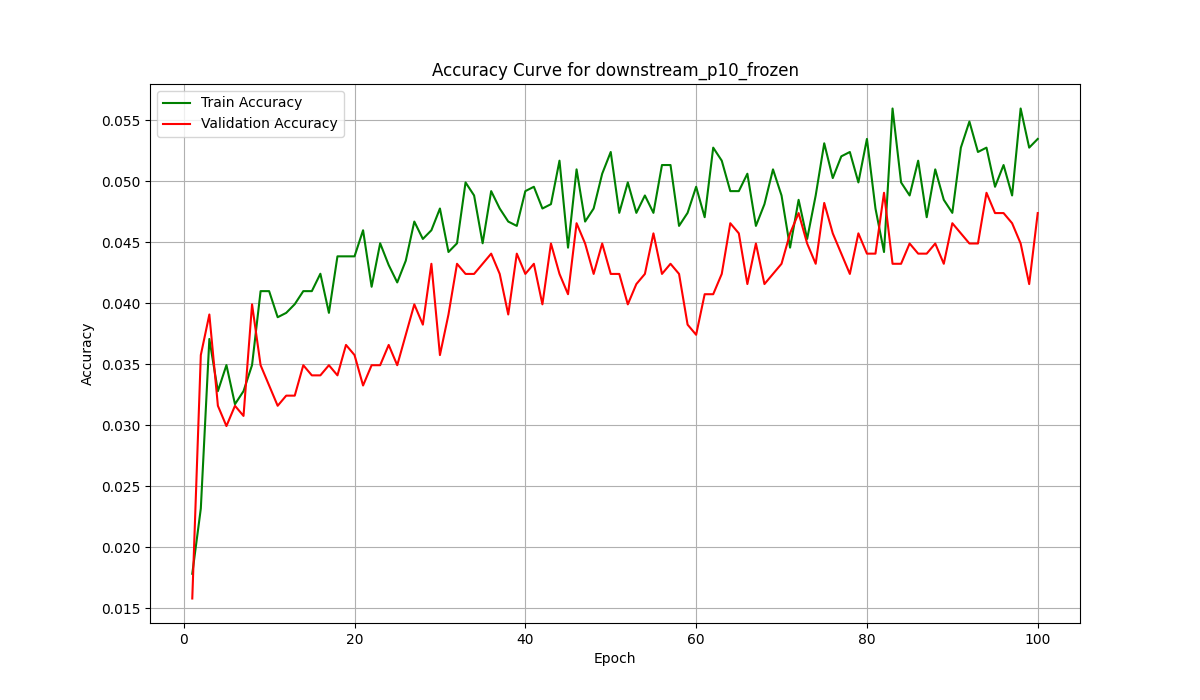 Accuracy Curve for downstream_p10_frozen
Train Accuracy
Validation Accuracy
0.055
0.050
0.045
0.040
0.035
0.030
0.025
0.020
0.015
Accuracy
0 20 40 60 80 100
Epoch